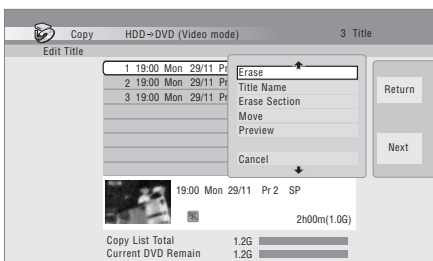 Copy HDD⇒DVD (Video mode) 3 Title
Edit Title
1 19:00 Mon 29/11 Pr
2 19:00 Mon 29/11 Pr
3 19:00 Mon 29/11 Pr
Erase
Title Name
Erase Section
Move
Preview
Cancel
Return
Next
19:00 Mon 29/11 Pr 2 SP
2h00m(1.0G)
Copy List Total 1.2G
Current DVD Remain 1.2G